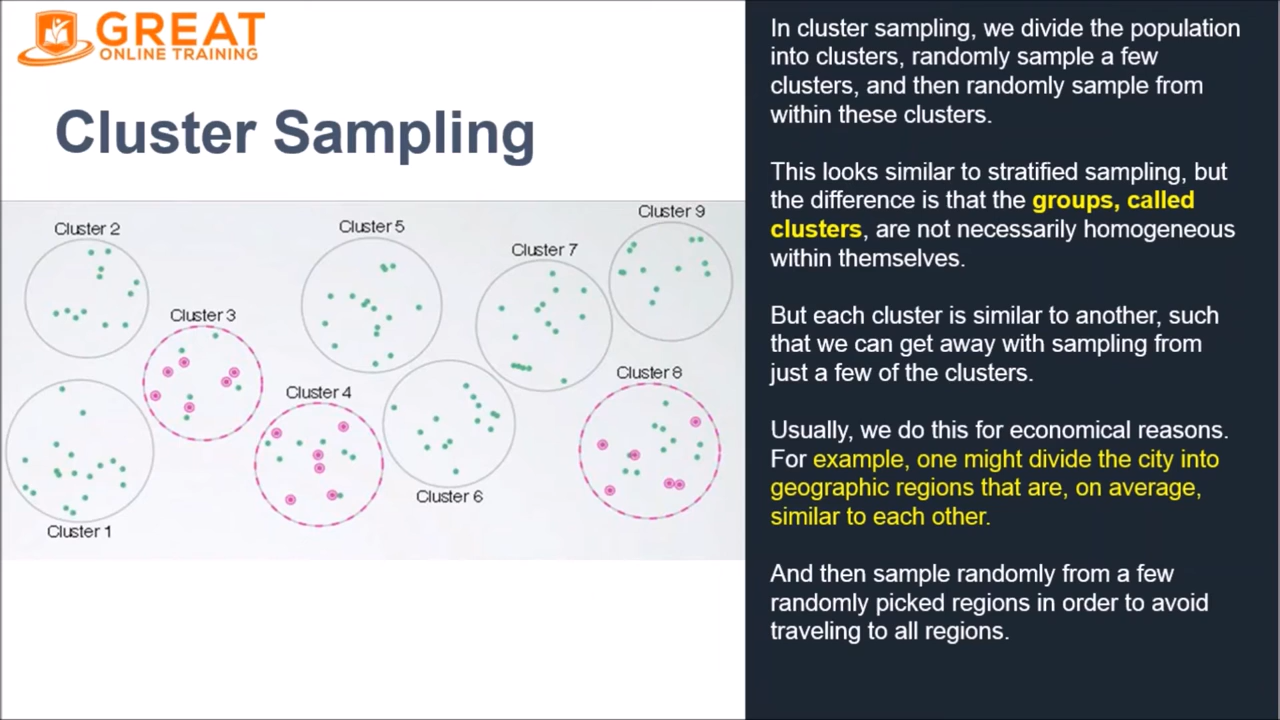 GREAT
ONLINE TRAINING
Cluster Sampling
Cluster 2
Cluster 5
Cluster 9
Cluster 7
Cluster 3
Cluster 4
Cluster 8
Cluster 6
Cluster 1
In cluster sampling, we divide the population
into clusters, randomly sample a few
clusters, and then randomly sample from
within these clusters.
This looks similar to stratified sampling, but
the difference is that the groups, called
clusters, are not necessarily homogeneous
within themselves.
But each cluster is similar to another, such
that we can get away with sampling from
just a few of the clusters.
Usually, we do this for economical reasons.
For example, one might divide the city into
geographic regions that are, on average,
similar to each other.
And then sample randomly from a few
randomly picked regions in order to avoid
traveling to all regions.